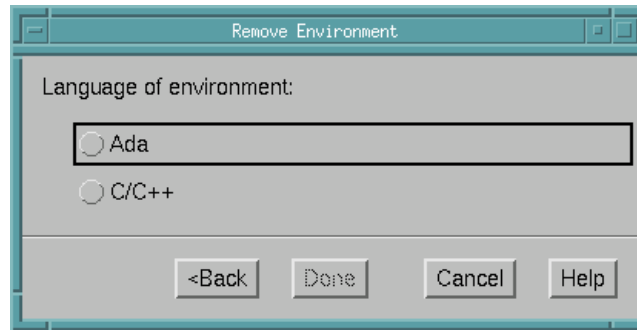 Remove Environment
Language of environment:
Ada
C/C++
<Back Done Cancel Help